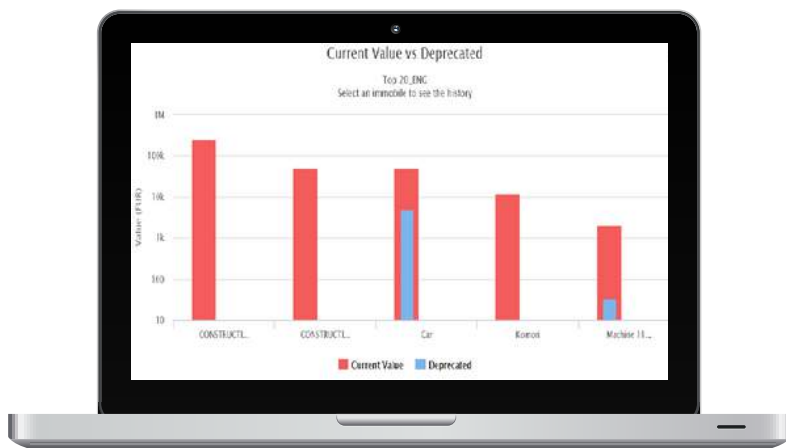 Current Value vs Deprecated
Top 20_ENG
Select an immobile to see the history
Value (EUR)
1M
100k
10k
1k
100
10
CONSTRUCTI...
CONSTRUCTI...
Car
Komori
Machine 11...
Current Value
Deprecated